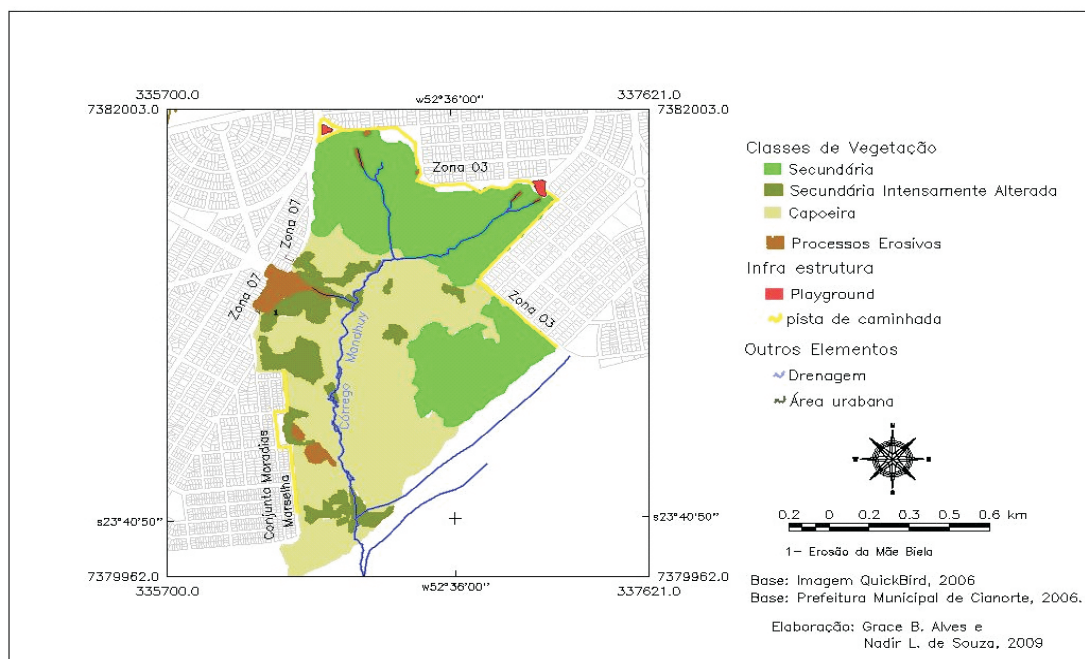 335700.0
w52°36'00''
337621.0
7382003.0
7382003.0
Zona 03
Zona 07
Zona 07
1
Zona 03
Córrego Mandhuy
Conjunto Moradias
Marselha
s23°40'50''
s23°40'50''
7379962.0
7379962.0
335700.0
w52°36'00''
337621.0
Classes de Vegetação
Secundária
Secundária Intensamente Alterada
Capoeira
Processos Erosivos
Infra estrutura
Playground
pista de caminhada
Outros Elementos
Drenagem
Área urabana
N
0.2 0 0.2 0.3 0.5 0.6 km
1– Erosão da Mãe Biela
Base: Imagem QuickBird, 2006
Base: Prefeitura Municipal de Cianorte, 2006.
Elaboração: Grace B. Alves e
Nadir L. de Souza, 2009